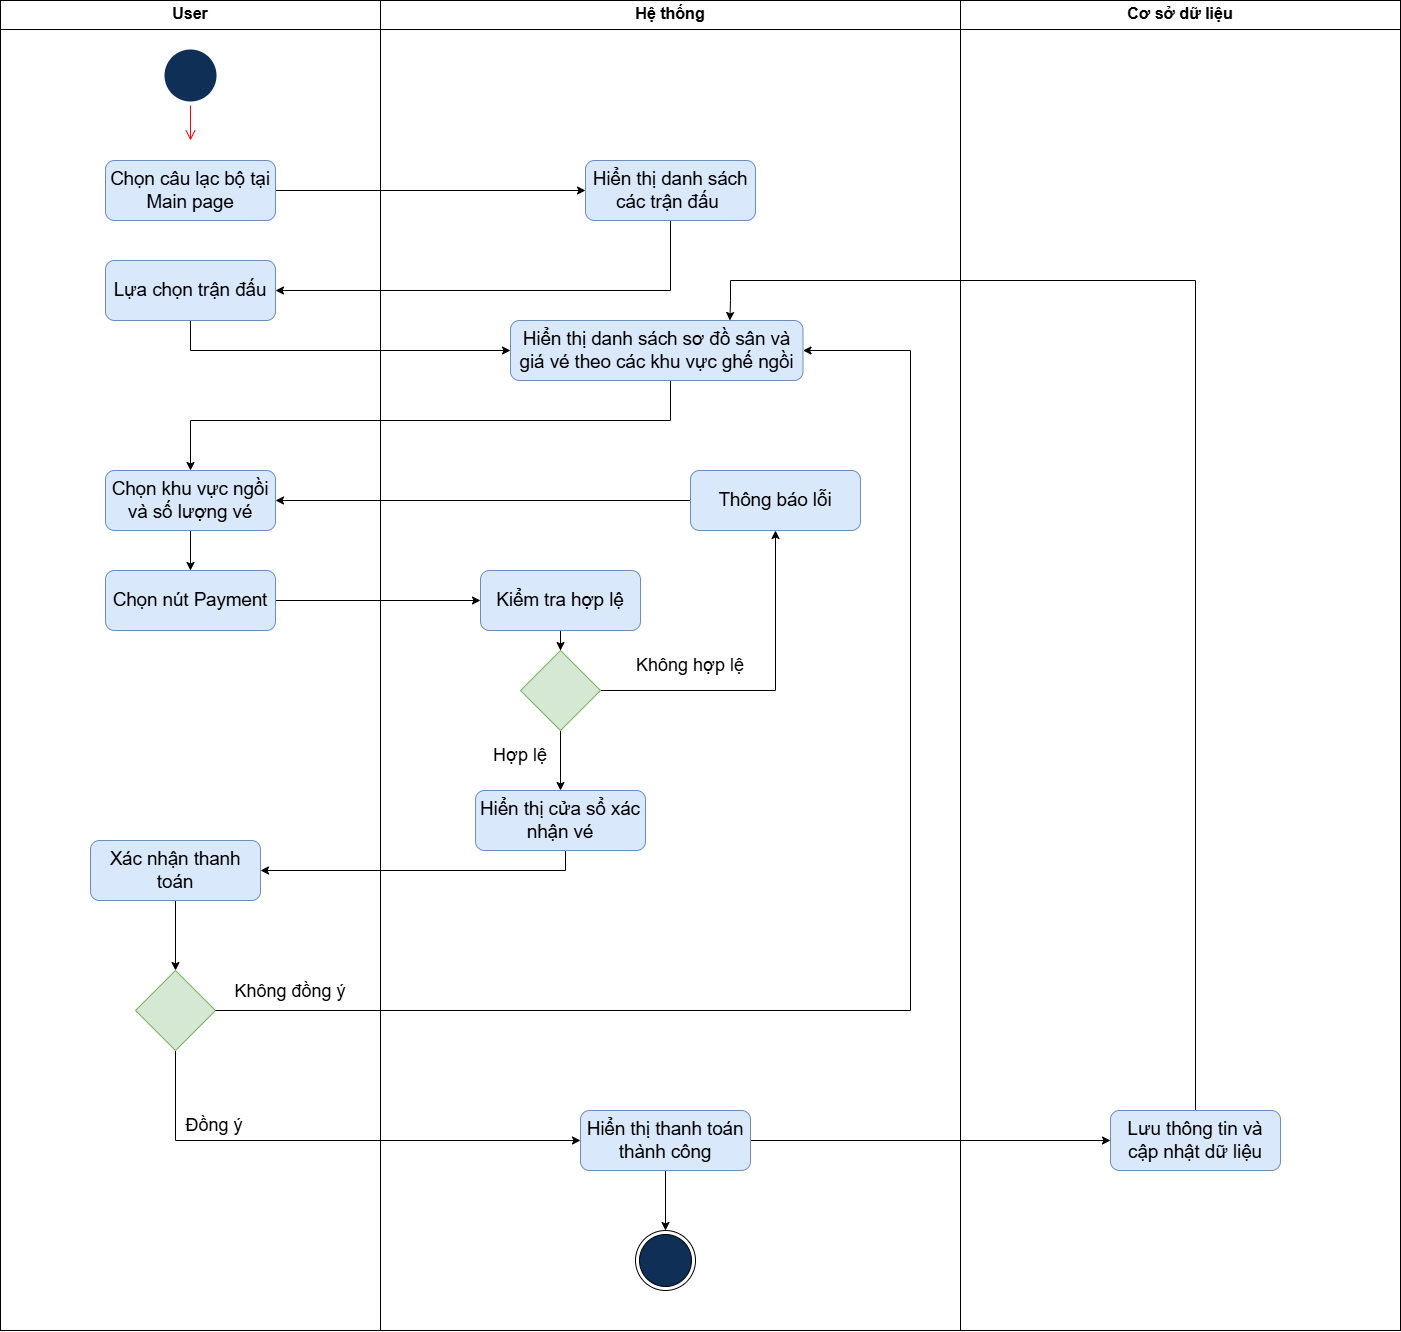 User
Hệ thống
Cơ sở dữ liệu
Chọn câu lạc bộ tại
Main page
Hiển thị danh sách
các trận đấu
Lựa chọn trận đấu
Hiển thị danh sách sơ đồ sân và
giá vé theo các khu vực ghế ngồi
Chọn khu vực ngồi
và số lượng vé
Thông báo lỗi
Chọn nút Payment
Kiểm tra hợp lệ
Không hợp lệ
Hợp lệ
Hiển thị cửa sổ xác
nhận vé
Xác nhận thanh
toán
Không đồng ý
Đồng ý
Hiển thị thanh toán
thành công
Lưu thông tin và
cập nhật dữ liệu